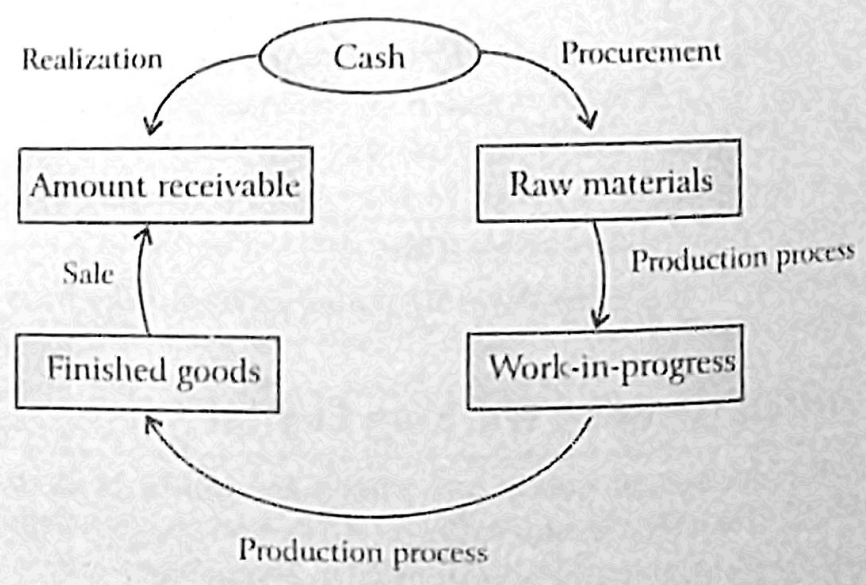 Realization
Cash
Procurement
Amount receivable
Raw materials
Sale
Production process
Finished goods
Work-in-progress
Production process